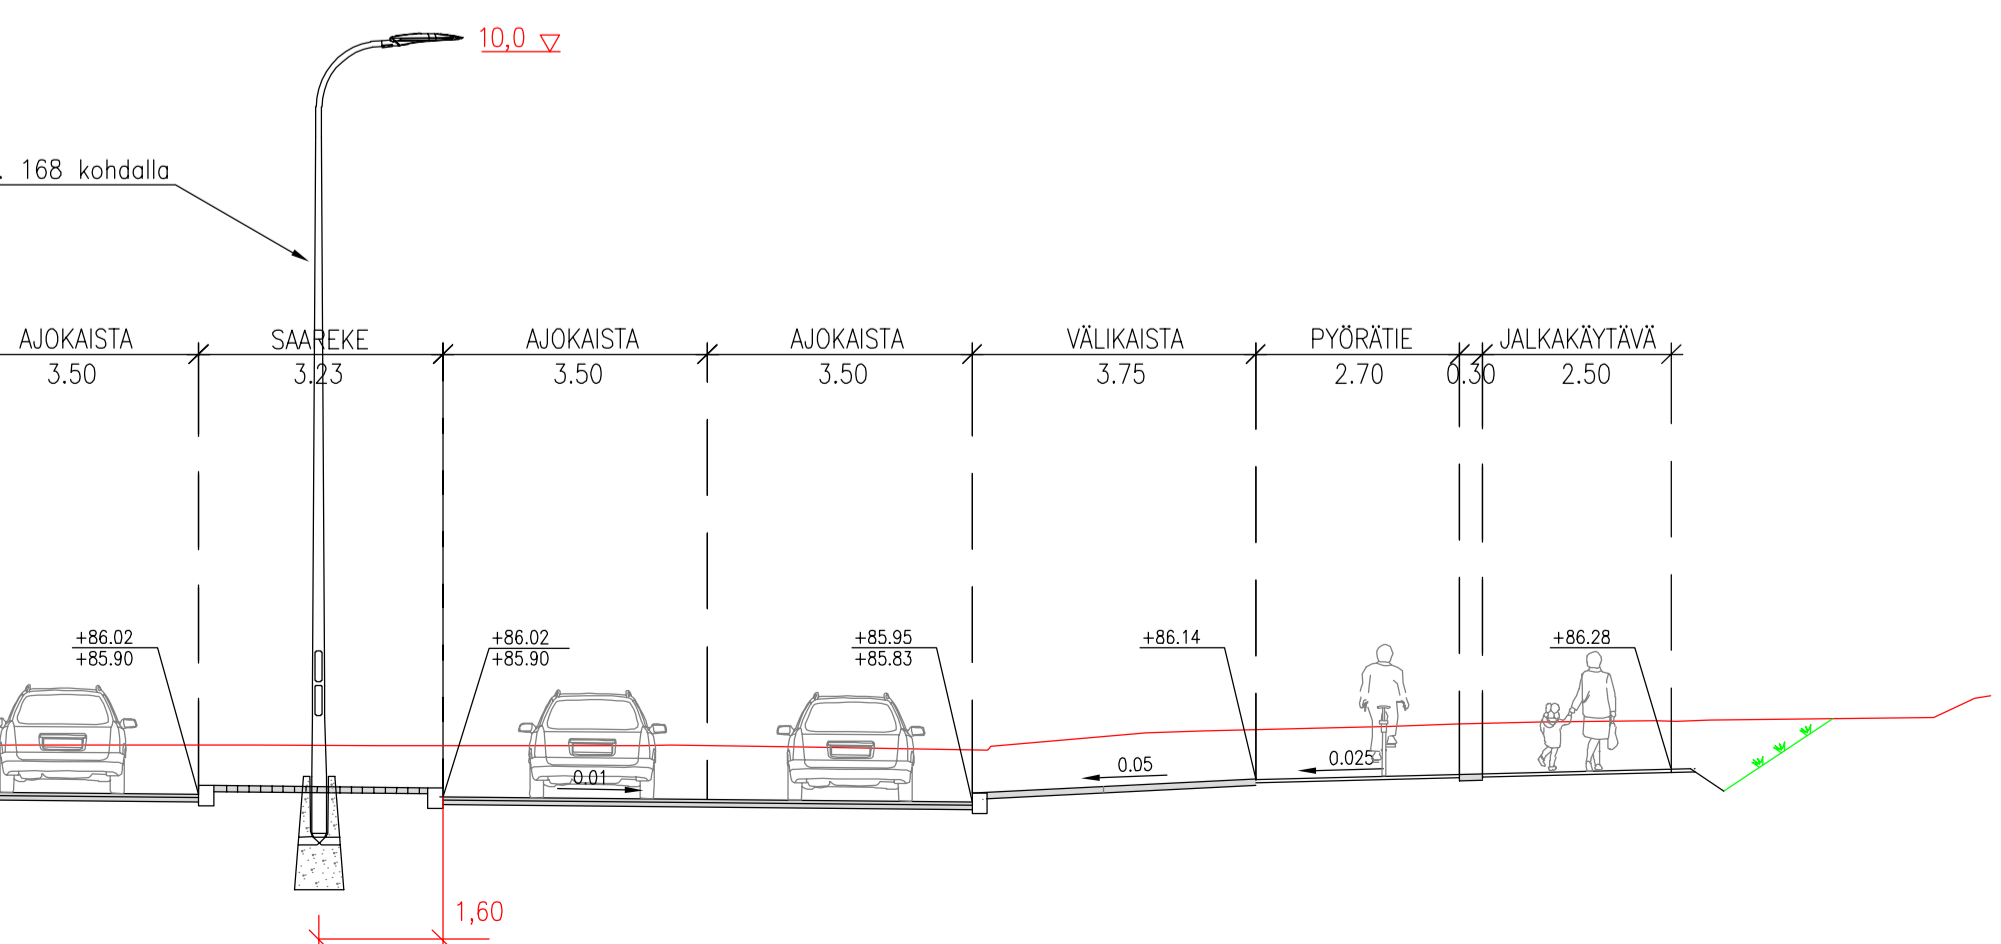 10,0
. 168 kohdalla
AJOKAISTA SAAREKE AJOKAISTA AJOKAISTA VÄLIKAISTA PYÖRÄTIE JALKAKÄYTÄVÄ
3.50 3.23 3.50 3.50 3.75 2.70 0.30 2.50
+86.02 +86.02 +85.95 +86.14 +86.28
+85.90 +85.90 +85.83
0.01 0.05 0.025
1,60